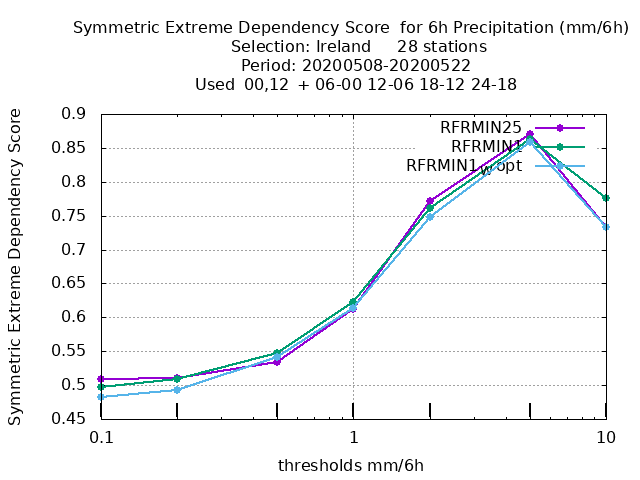 Symmetric Extreme Dependency Score for 6h Precipitation (mm/6h)
Selection: Ireland 28 stations
Period: 20200508-20200522
Used 00,12 + 06-00 12-06 18-12 24-18
Symmetric Extreme Dependency Score
0.9
0.85
0.8
0.75
0.7
0.65
0.6
0.55
0.5
0.45
RFRMIN25
RFRMIN1
RFRMIN1w opt
0.1
1
10
thresholds mm/6h